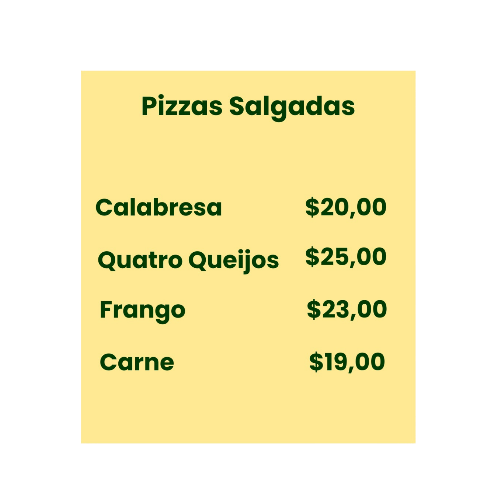 Pizzas Salgadas
Calabresa $20,00
Quatro Queijos $25,00
Frango $23,00
Carne $19,00